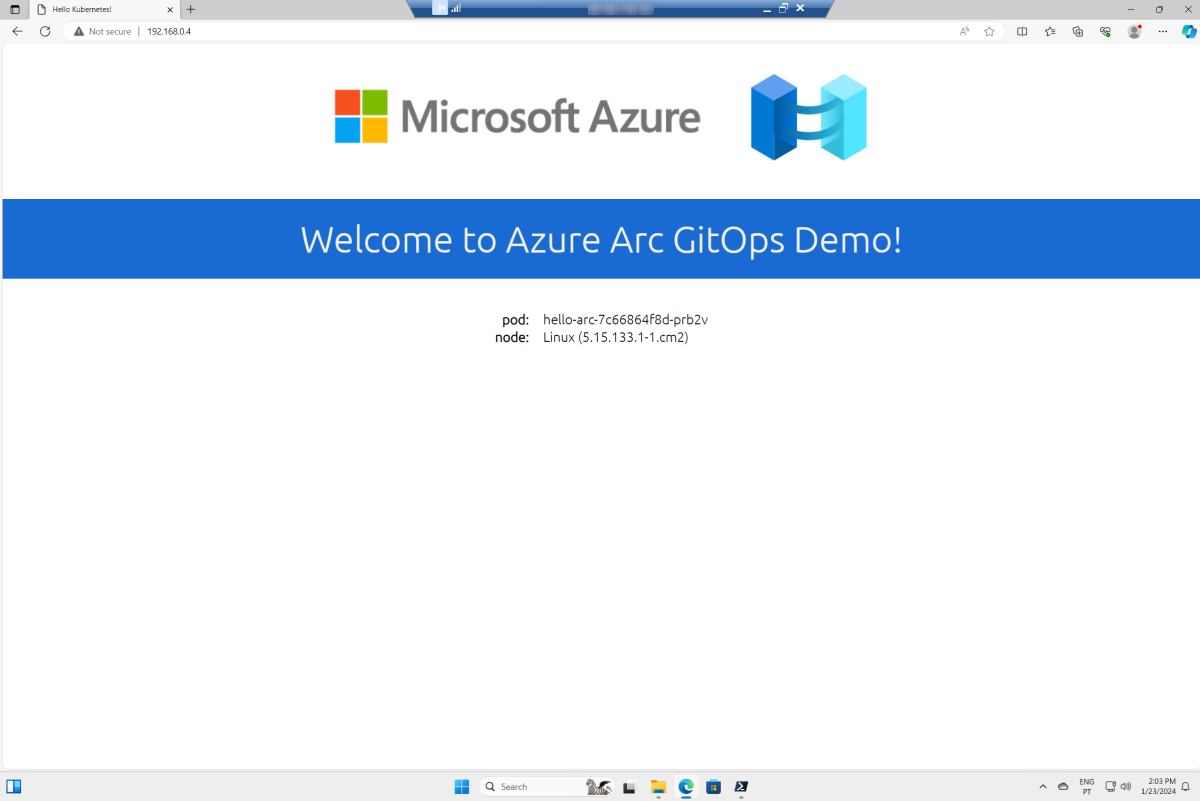 Hello Kubernetes!
Not secure | 192.168.0.4
Microsoft Azure
Welcome to Azure Arc GitOps Demo!
pod: hello-arc-7c66864f8d-prb2v
node: Linux (5.15.133.1-1.cm2)
Search
ENG
PT
2:03 PM
1/23/2024